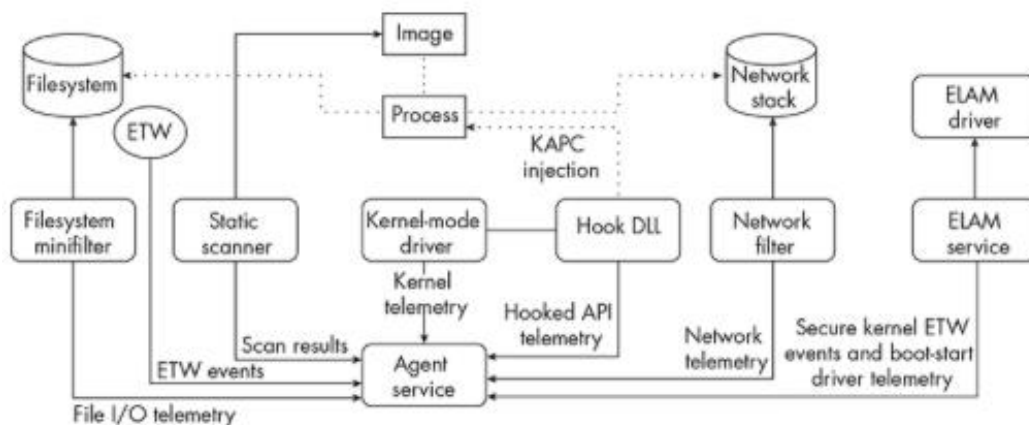 Image
Filesystem
Network
stack
ELAM
driver
ETW
Process
KAPC
injection
Filesystem
minifilter
Static
scanner
Kernel-mode
driver
Hook DLL
Network
filter
ELAM
service
Kernel
telemetry
Hooked API
telemetry
Network
telemetry
Secure kernel ETW
events and boot-start
driver telemetry
Scan results
Agent
service
ETW events
File I/O telemetry